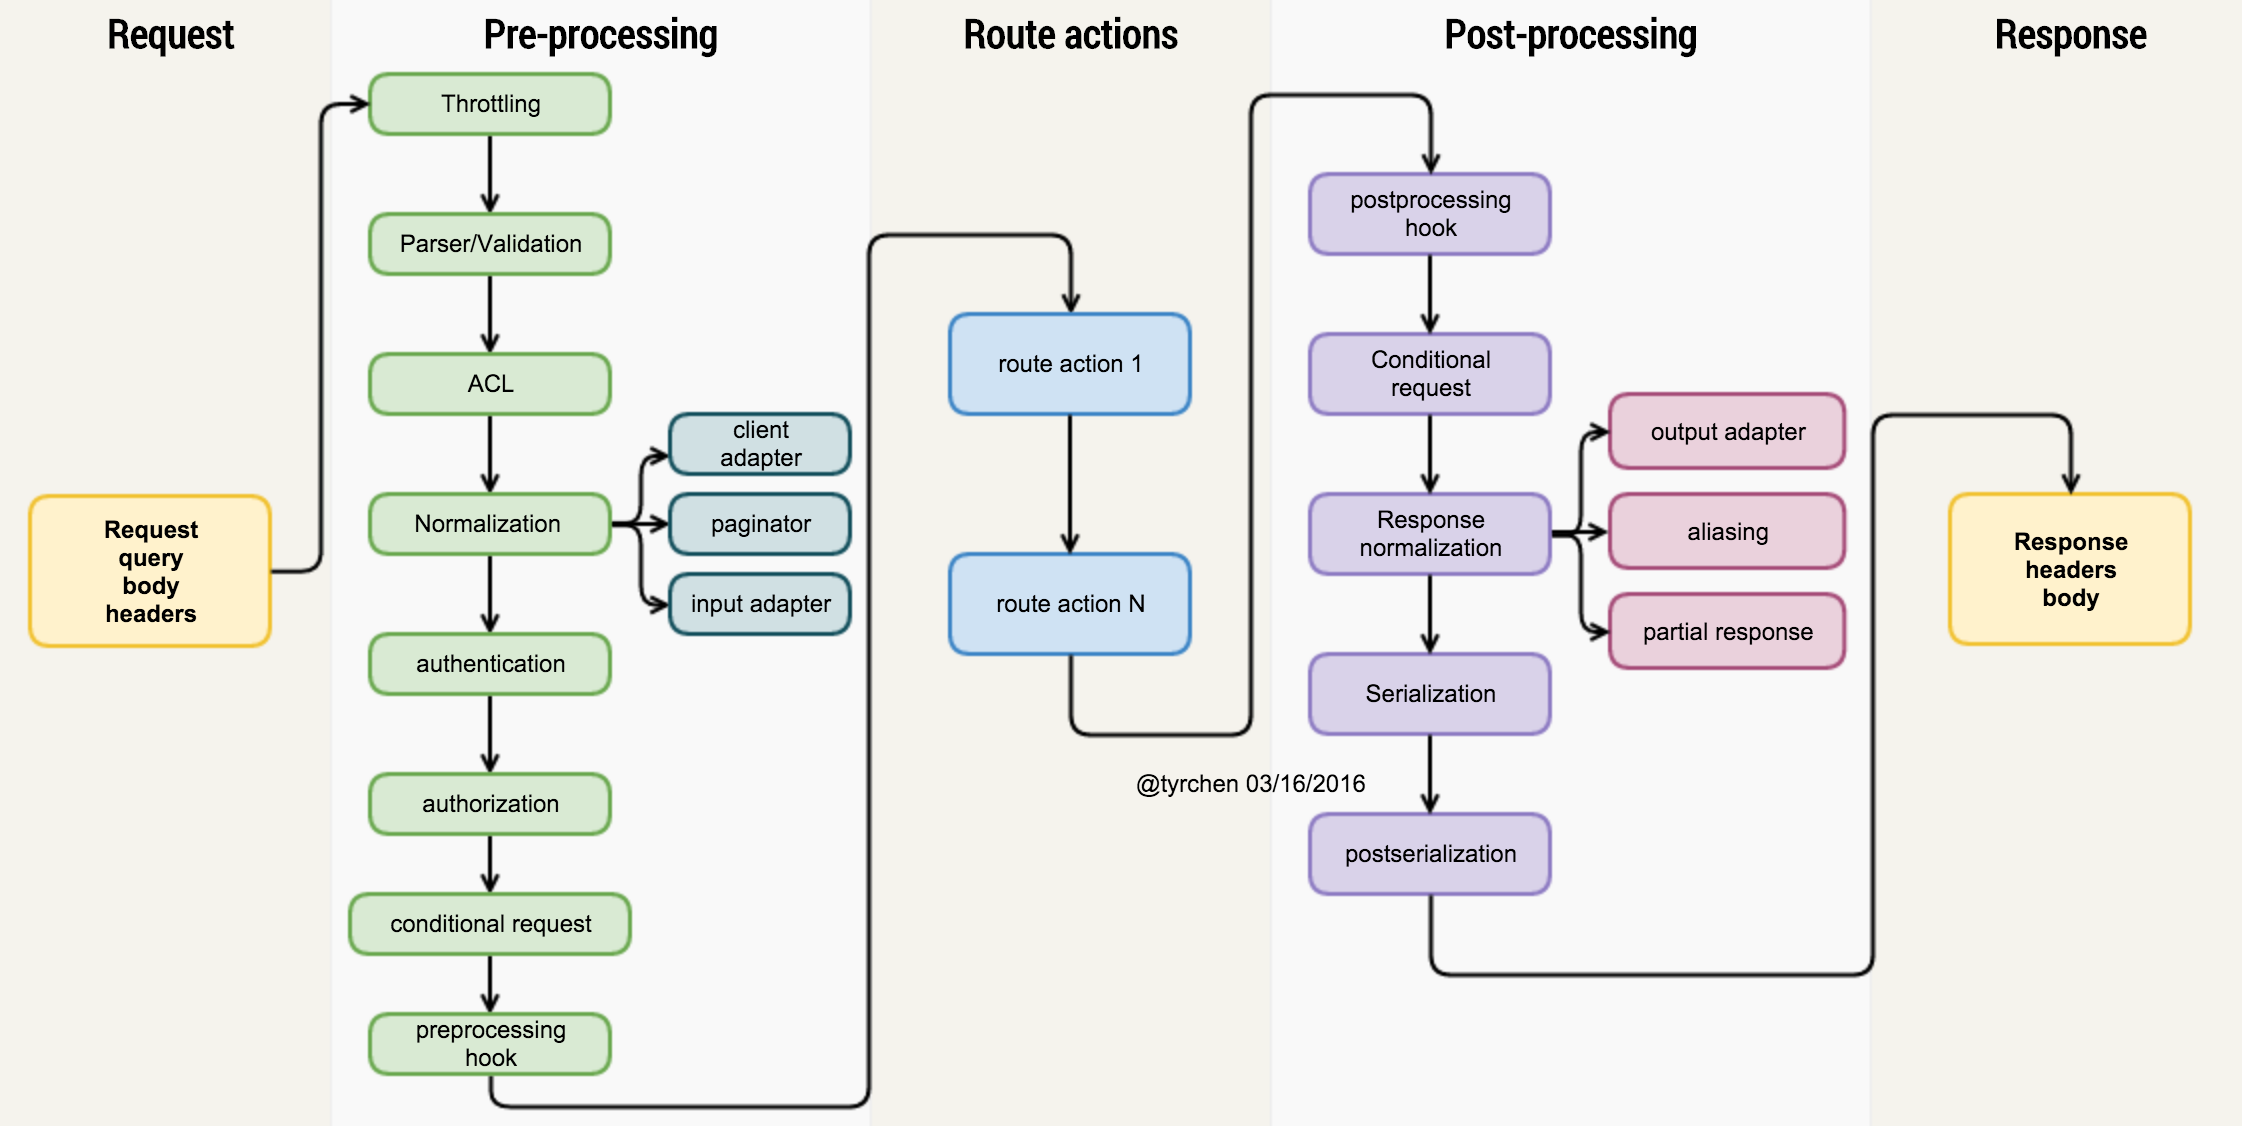 Request
Pre-processing
Route actions
Post-processing
Response
Request
query
body
headers
Throttling
Parser/Validation
ACL
Normalization
client
adapter
paginator
input adapter
authentication
authorization
conditional request
preprocessing
hook
route action 1
route action N
postprocessing
hook
Conditional
request
Response
normalization
output adapter
aliasing
partial response
Serialization
postserialization
@tyrchen 03/16/2016
Response
headers
body